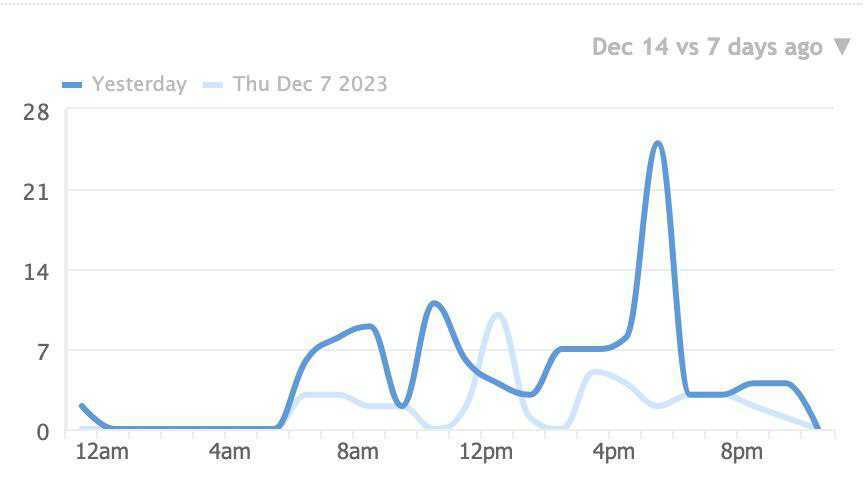 Dec 14 vs 7 days ago ▼
Yesterday Thu Dec 7 2023
28
21
14
7
0
12am 4am 8am 12pm 4pm 8pm